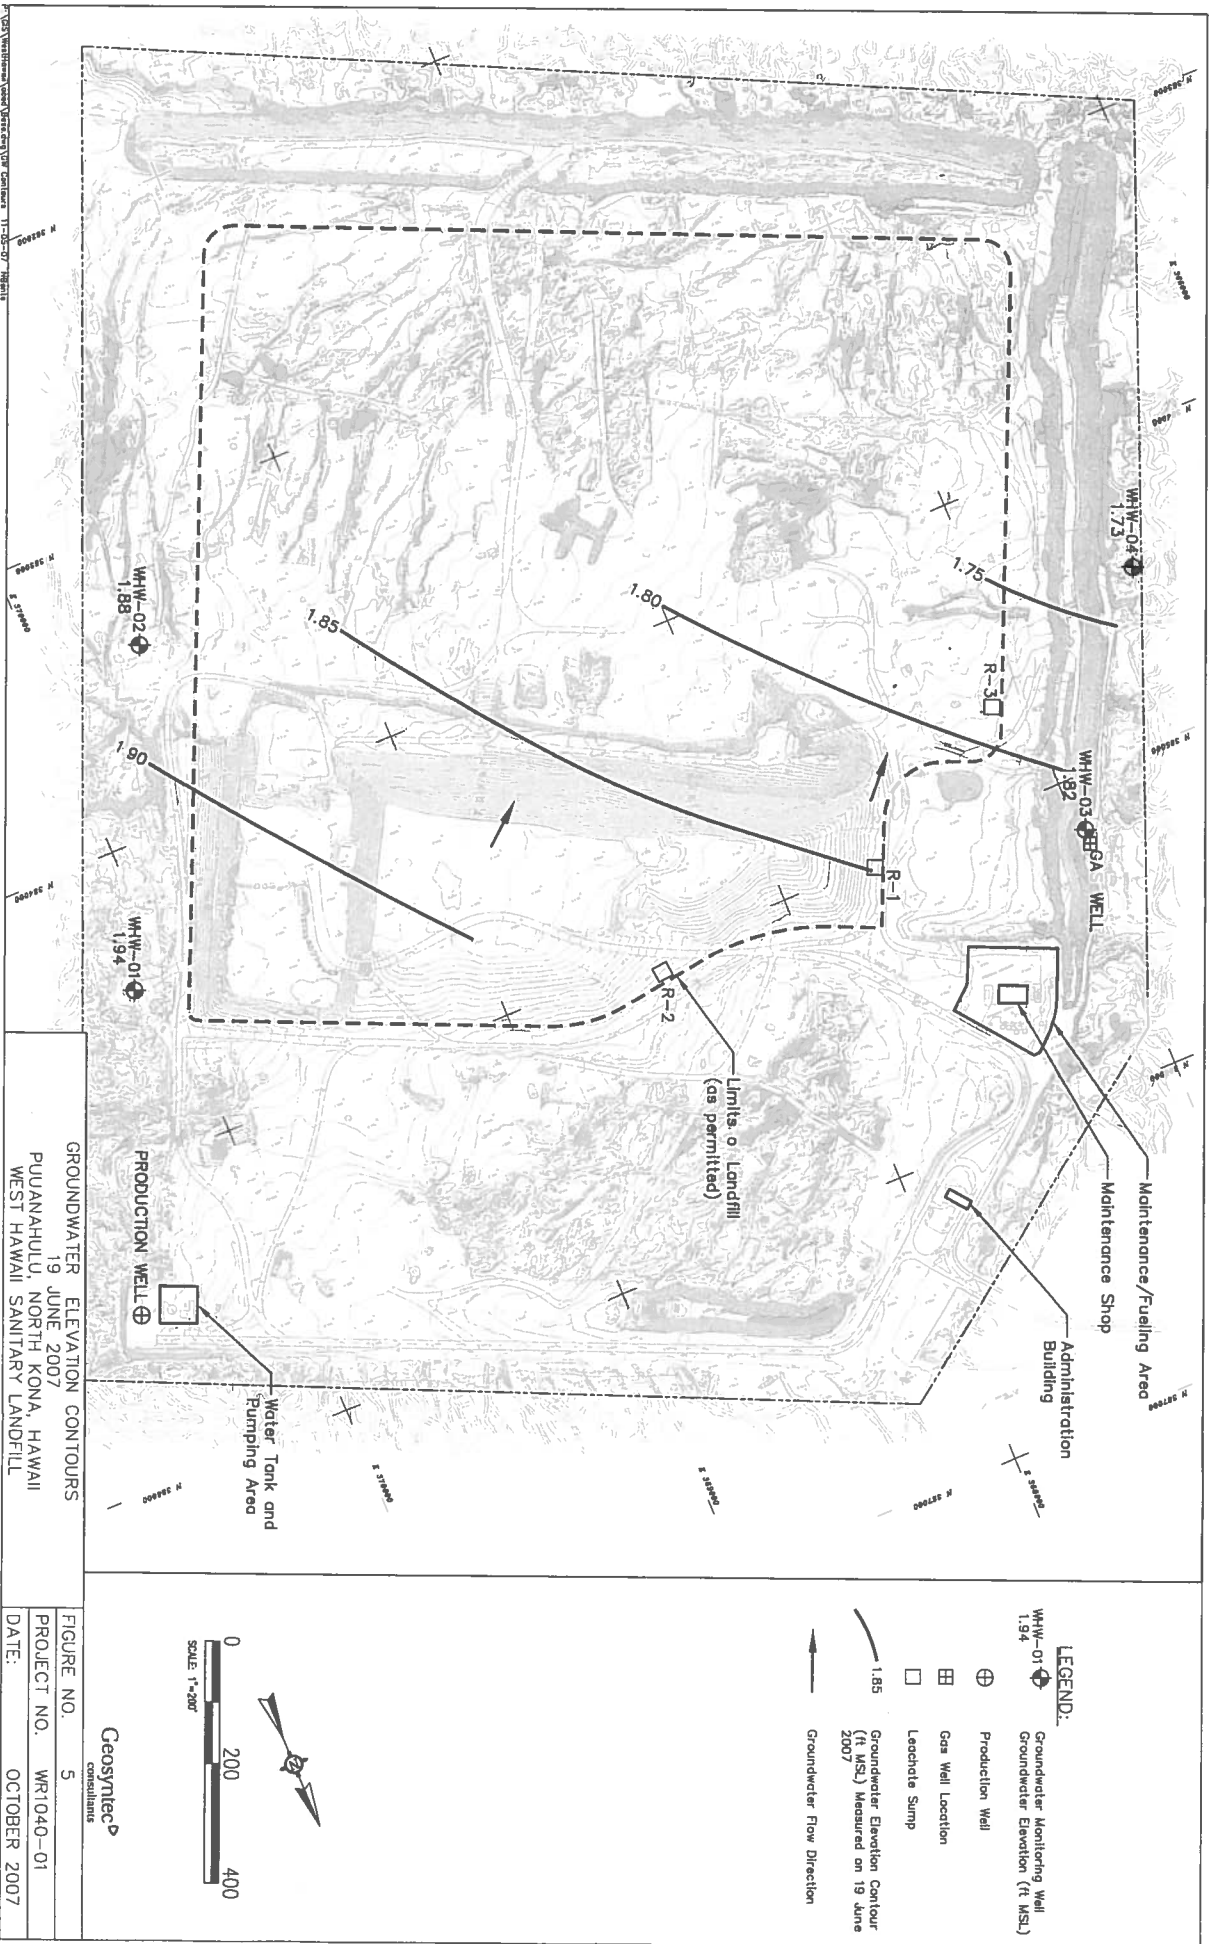 WHW-04
1.73
1.75
1.80
R-3
WHW-03
1.82
GA WELL
1.85
R-1
WHW-02
1.88
1.90
R-2
WHW-01
1.94
Limits o Landfill
(as permitted)
Maintenance/Fueling Area
Maintenance Shop
Administration
Building
PRODUCTION WELL
Water Tank and
Pumping Area
LEGEND:
WHW-01
1.94
Groundwater Monitoring Well
Groundwater Elevation (ft MSL)
Production Well
Gas Well Location
Leachate Sump
1.85
Groundwater Elevation Contour
(ft MSL) Measured on 19 June
2007
Groundwater Flow Direction
N
0
200
400
SCALE: 1"=200'
Geosyntec
consultants
GROUNDWATER ELEVATION CONTOURS
19 JUNE 2007
PUUANAHULU, NORTH KONA, HAWAII
WEST HAWAII SANITARY LANDFILL
FIGURE NO. 5
PROJECT NO. WR1040-01
DATE: OCTOBER 2007